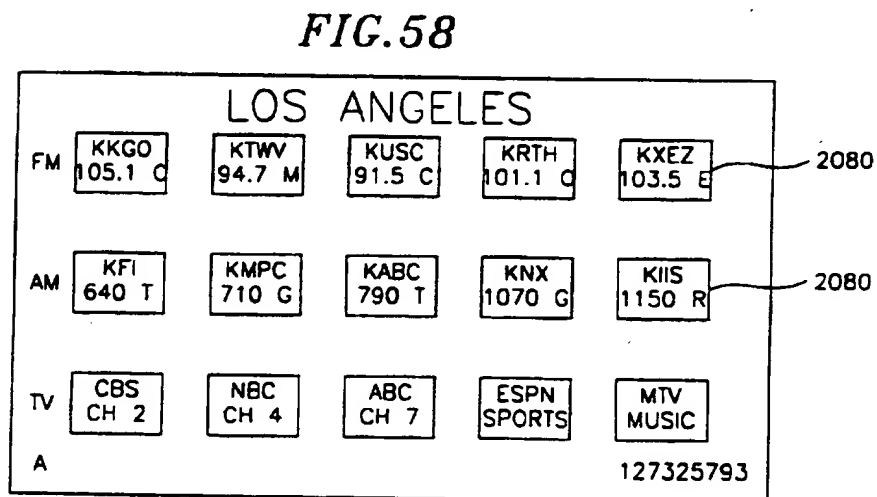 FIG.58
LOS ANGELES
FM KKGO KTWV KUSC KRTH KXEZ
105.1 C 94.7 M 91.5 C 101.1 O 103.5 E 2080
AM KFI KMPC KABC KNX KIIS
640 T 710 G 790 T 1070 G 1150 R 2080
TV CBS NBC ABC ESPN MTV
CH 2 CH 4 CH 7 SPORTS MUSIC
A 127325793